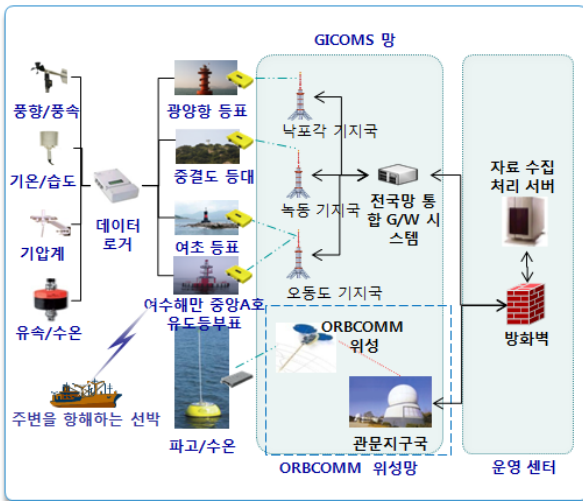 GICOMS 망
풍향/풍속
기온/습도
기압계
유속/수온
데이터
로거
광양항 등표
중결도 등대
여초 등표
여수해만 중앙A호
유도등부표
주변을 항해하는 선박
파고/수온
낙포각 기지국
녹동 기지국
오동도 기지국
전국망 통
합 G/W 시
스템
ORBCOMM
위성
관문지구국
ORBCOMM 위성망
자료 수집
처리 서버
방화벽
운영 센터